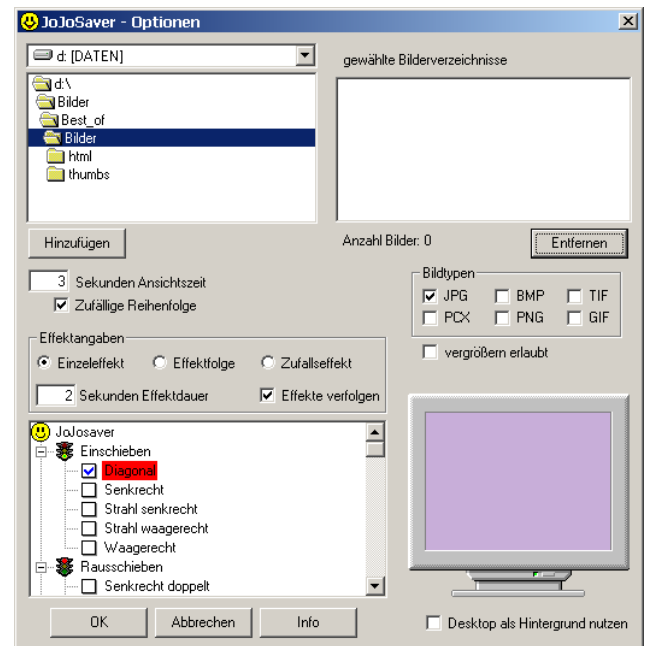 JoJoSaver - Optionen
d: [DATEN]
gewählte Bilderverzeichnisse
d:\
Bilder
Best_of
Bilder
html
thumbs
Hinzufügen
Anzahl Bilder: 0
Entfernen
3 Sekunden Ansichtszeit
Zufällige Reihenfolge
Bildtypen
JPG BMP TIF
PCX PNG GIF
vergrößern erlaubt
Effektangaben
Einzeleffekt Effektfolge Zufallseffekt
2 Sekunden Effektdauer Effekte verfolgen
JoJosaver
Einschieben
Diagonal
Senkrecht
Strahl senkrecht
Strahl waagerecht
Waagerecht
Rausschieben
Senkrecht doppelt
OK Abbrechen Info
Desktop als Hintergrund nutzen